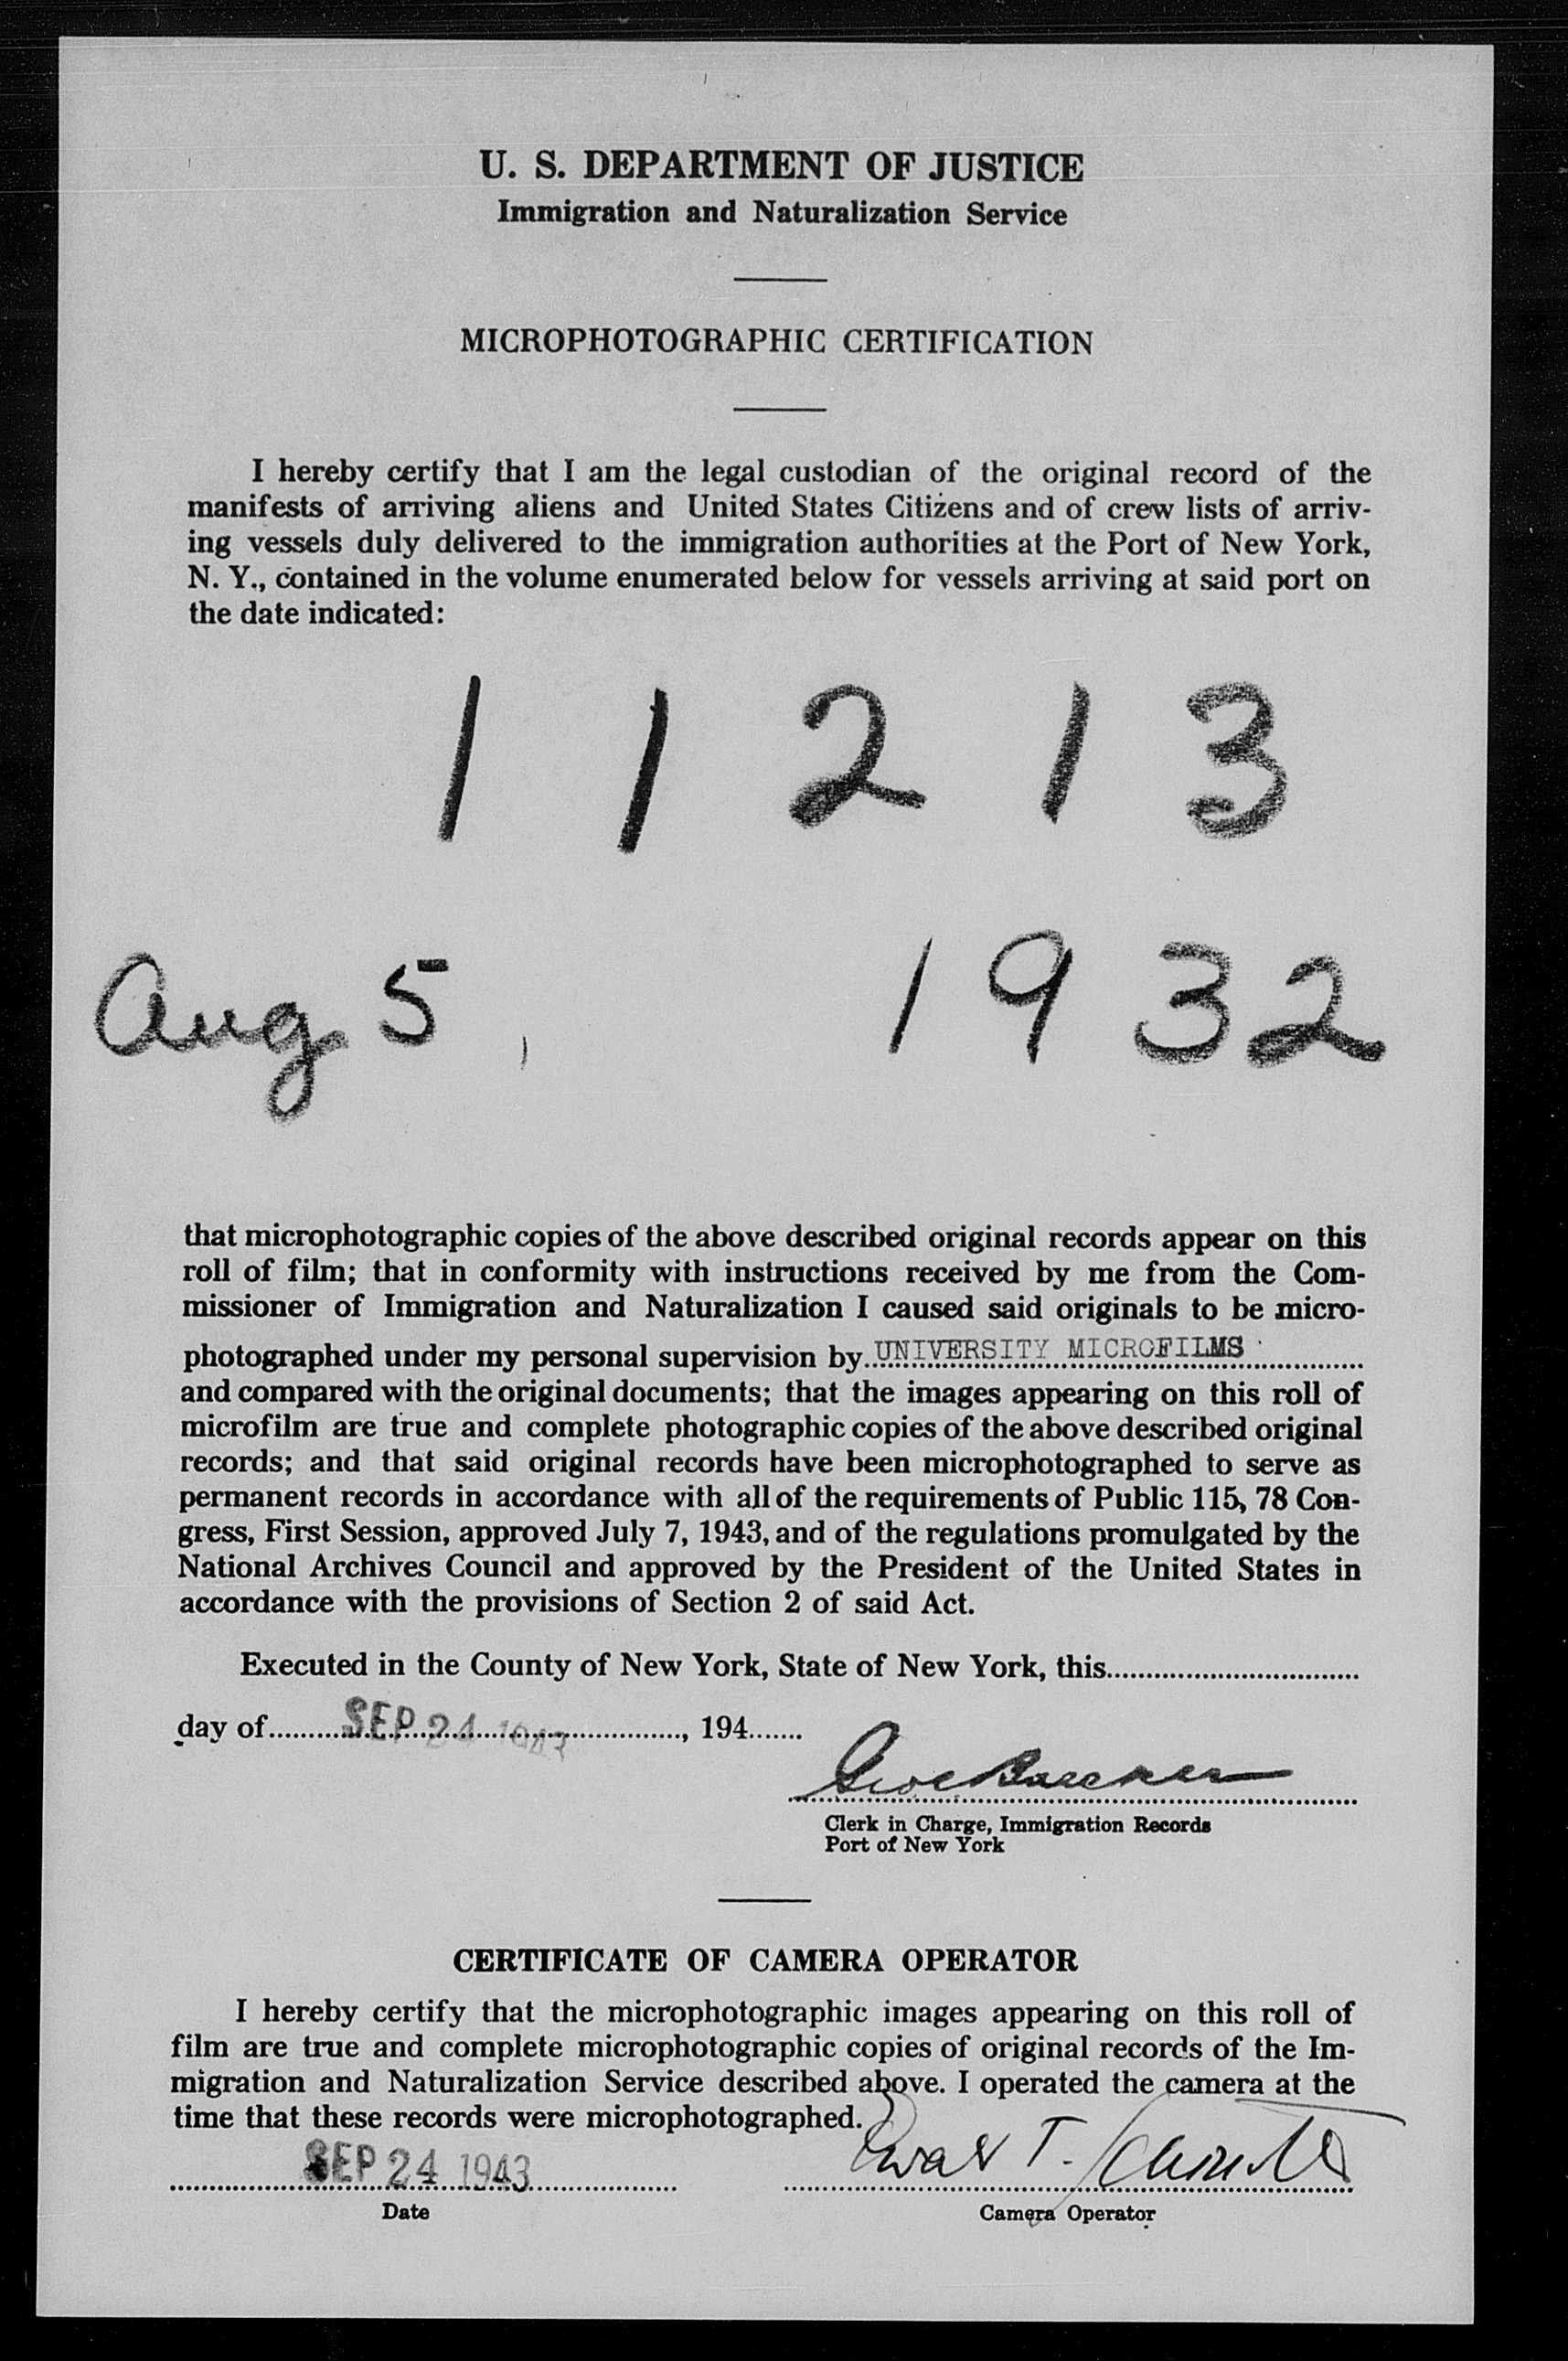 U. S. DEPARTMENT OF JUSTICE
Immigration and Naturalization Service
MICROPHOTOGRAPHIC CERTIFICATION
I hereby certify that I am the legal custodian of the original record of the
manifests of arriving aliens and United States Citizens and of crew lists of arriv-
ing vessels duly delivered to the immigration authorities at the Port of New York,
N. Y., contained in the volume enumerated below for vessels arriving at said port on
the date indicated:
1 1 2 1 3
Aug. 5, 1932
that microphotographic copies of the above described original records appear on this
roll of film; that in conformity with instructions received by me from the Com-
missioner of Immigration and Naturalization I caused said originals to be micro-
photographed under my personal supervision by UNIVERSITY MICROFILMS
and compared with the original documents; that the images appearing on this roll of
microfilm are true and complete photographic copies of the above described original
records; and that said original records have been microphotographed to serve as
permanent records in accordance with all of the requirements of Public 115, 78 Con-
gress, First Session, approved July 7, 1943, and of the regulations promulgated by the
National Archives Council and approved by the President of the United States in
accordance with the provisions of Section 2 of said Act.
Executed in the County of New York, State of New York, this
day of SEP 24 1943, 194
Clerk in Charge, Immigration Records
Port of New York
CERTIFICATE OF CAMERA OPERATOR
I hereby certify that the microphotographic images appearing on this roll of
film are true and complete microphotographic copies of original records of the Im-
migration and Naturalization Service described above. I operated the camera at the
time that these records were microphotographed.
SEP 24 1943 T.
Date Camera Operator